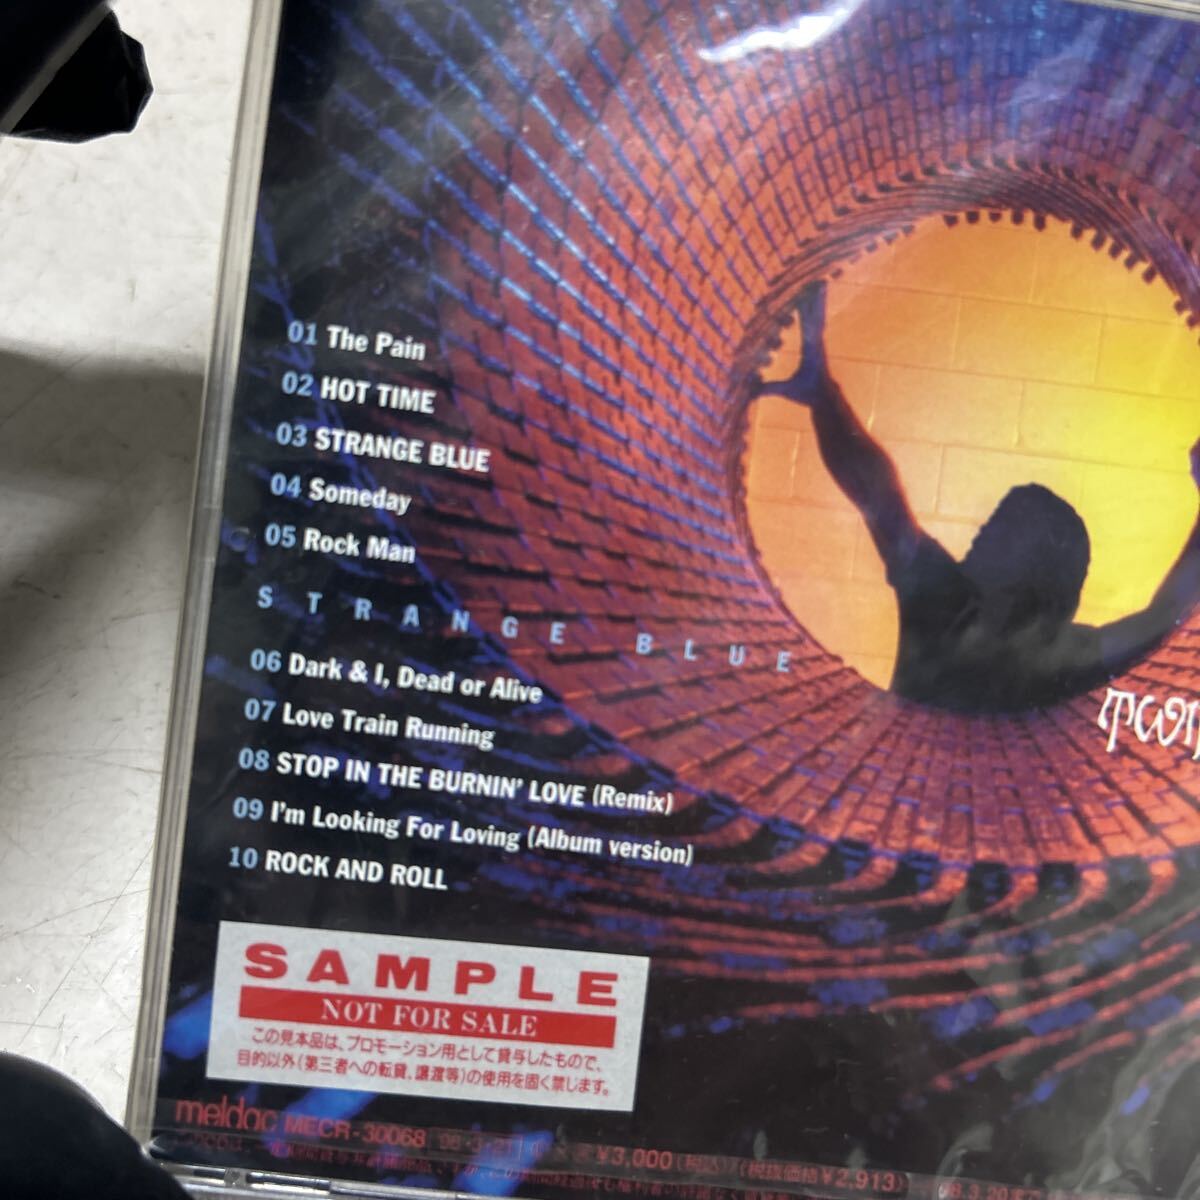 01 The Pain
02 HOT TIME
03 STRANGE BLUE
04 Someday
05 Rock Man
STRANGE BLUE
06 Dark & I, Dead or Alive
07 Love Train Running
08 STOP IN THE BURNIN' LOVE (Remix)
09 I'm Looking For Loving (Album version)
10 ROCK AND ROLL
SAMPLE
NOT FOR SALE
この見本品は、プロモーション用として貸与したもので、
目的以外(第三者への転貸、譲渡等)の使用を固く禁じます。
meldac MECR-30068 ¥3,000(税込)(税抜価格¥2,913)